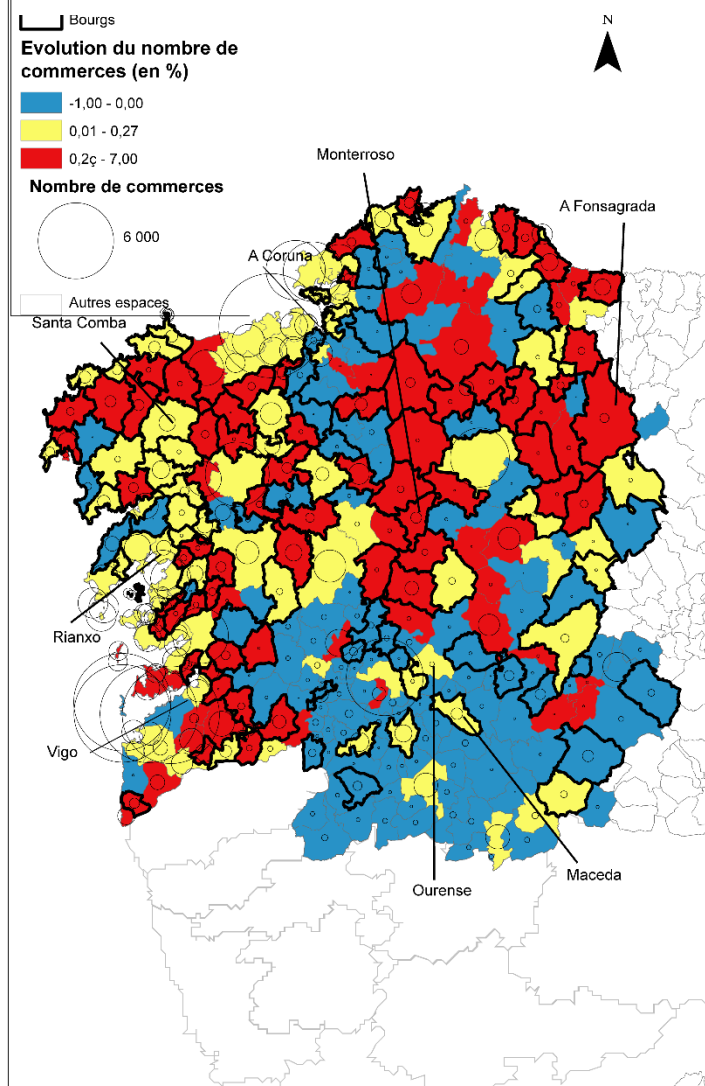 Bourgs
Evolution du nombre de
commerces (en %)
-1,00 - 0,00
0,01 - 0,27
0,2ç - 7,00
Nombre de commerces
6 000
Autres espaces
N
Monterroso
A Fonsagrada
A Coruna
Santa Comba
Rianxo
Vigo
Ourense
Maceda